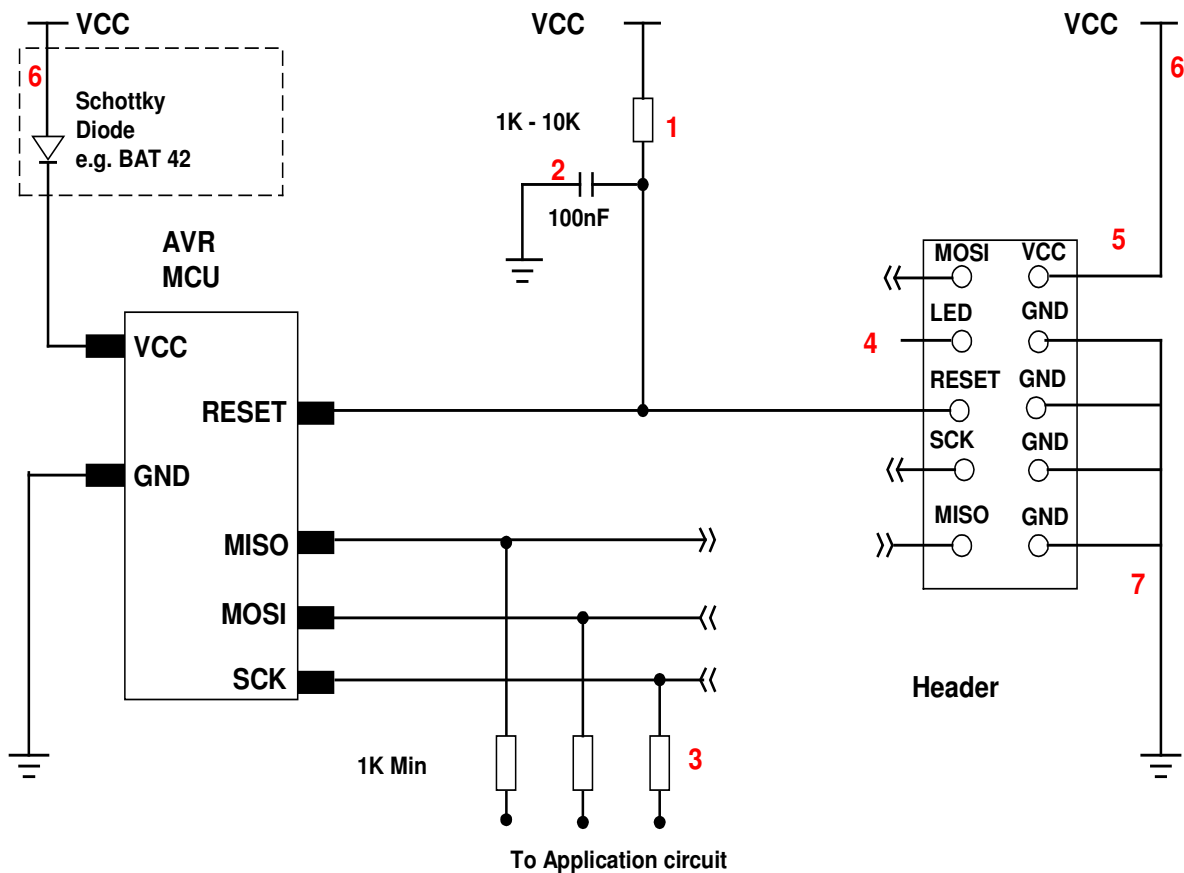 VCC
VCC
VCC
6
6
Schottky
Diode
e.g. BAT 42
1K - 10K
1
2
100nF
AVR
MCU
5
MOSI
VCC
LED
GND
4
VCC
RESET
GND
RESET
SCK
GND
GND
MISO
GND
MISO
7
MOSI
SCK
Header
1K Min
3
To Application circuit